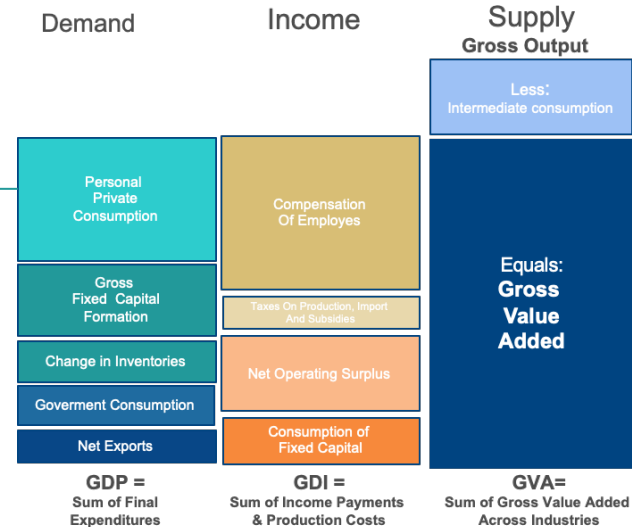 Demand
Income
Supply
Gross Output
Less:
Intermediate consumption
Personal
Private
Consumption
Gross
Fixed Capital
Formation
Change in Inventories
Goverment Consumption
Net Exports
GDP =
Sum of Final
Expenditures
Compensation
Of Employes
Taxes On Production, Import
And Subsidies
Net Operating Surplus
Consumption of
Fixed Capital
GDI =
Sum of Income Payments
& Production Costs
Equals:
Gross
Value
Added
GVA=
Sum of Gross Value Added
Across Industries